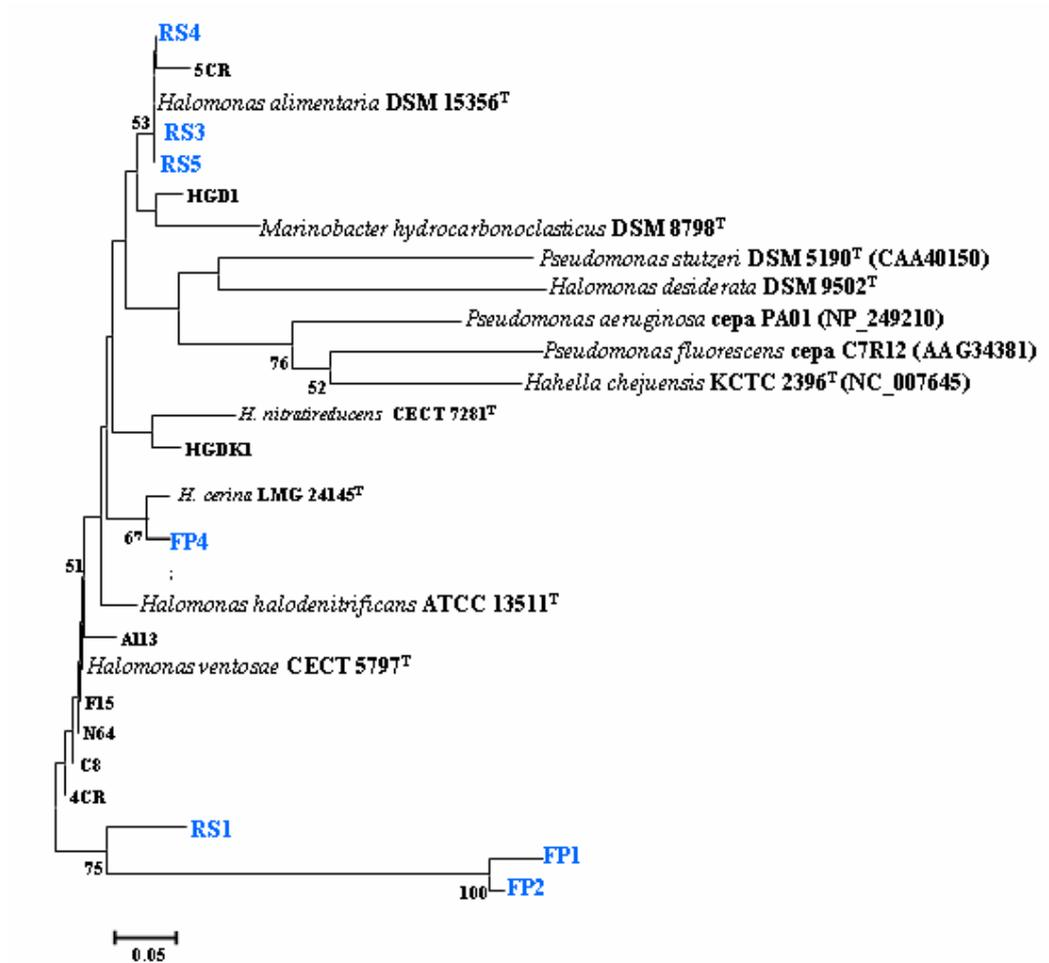 RS4
5CR
Halomonas alimentaria DSM 15356ᵀ
53
RS3
RS5
HGD1
Marinobacter hydrocarbonoclasticus DSM 8798ᵀ
Pseudomonas stutzeri DSM 5190ᵀ (CAA40150)
Halomonas desiderata DSM 9502ᵀ
Pseudomonas aeruginosa cepa PA01 (NP_249210)
Pseudomonas fluorescens cepa C7R12 (AAG34381)
76
Hahella chejuensis KCTC 2396ᵀ (NC_007645)
52
H. nitratireducens CECT 7281ᵀ
HGDK1
H. cerina LMG 24145ᵀ
67
FP4
;
51
Halomonas halodenitrificans ATCC 13511ᵀ
AI13
Halomonas ventosae CECT 5797ᵀ
F15
N64
C8
4CR
RS1
75
FP1
100
FP2
0.05